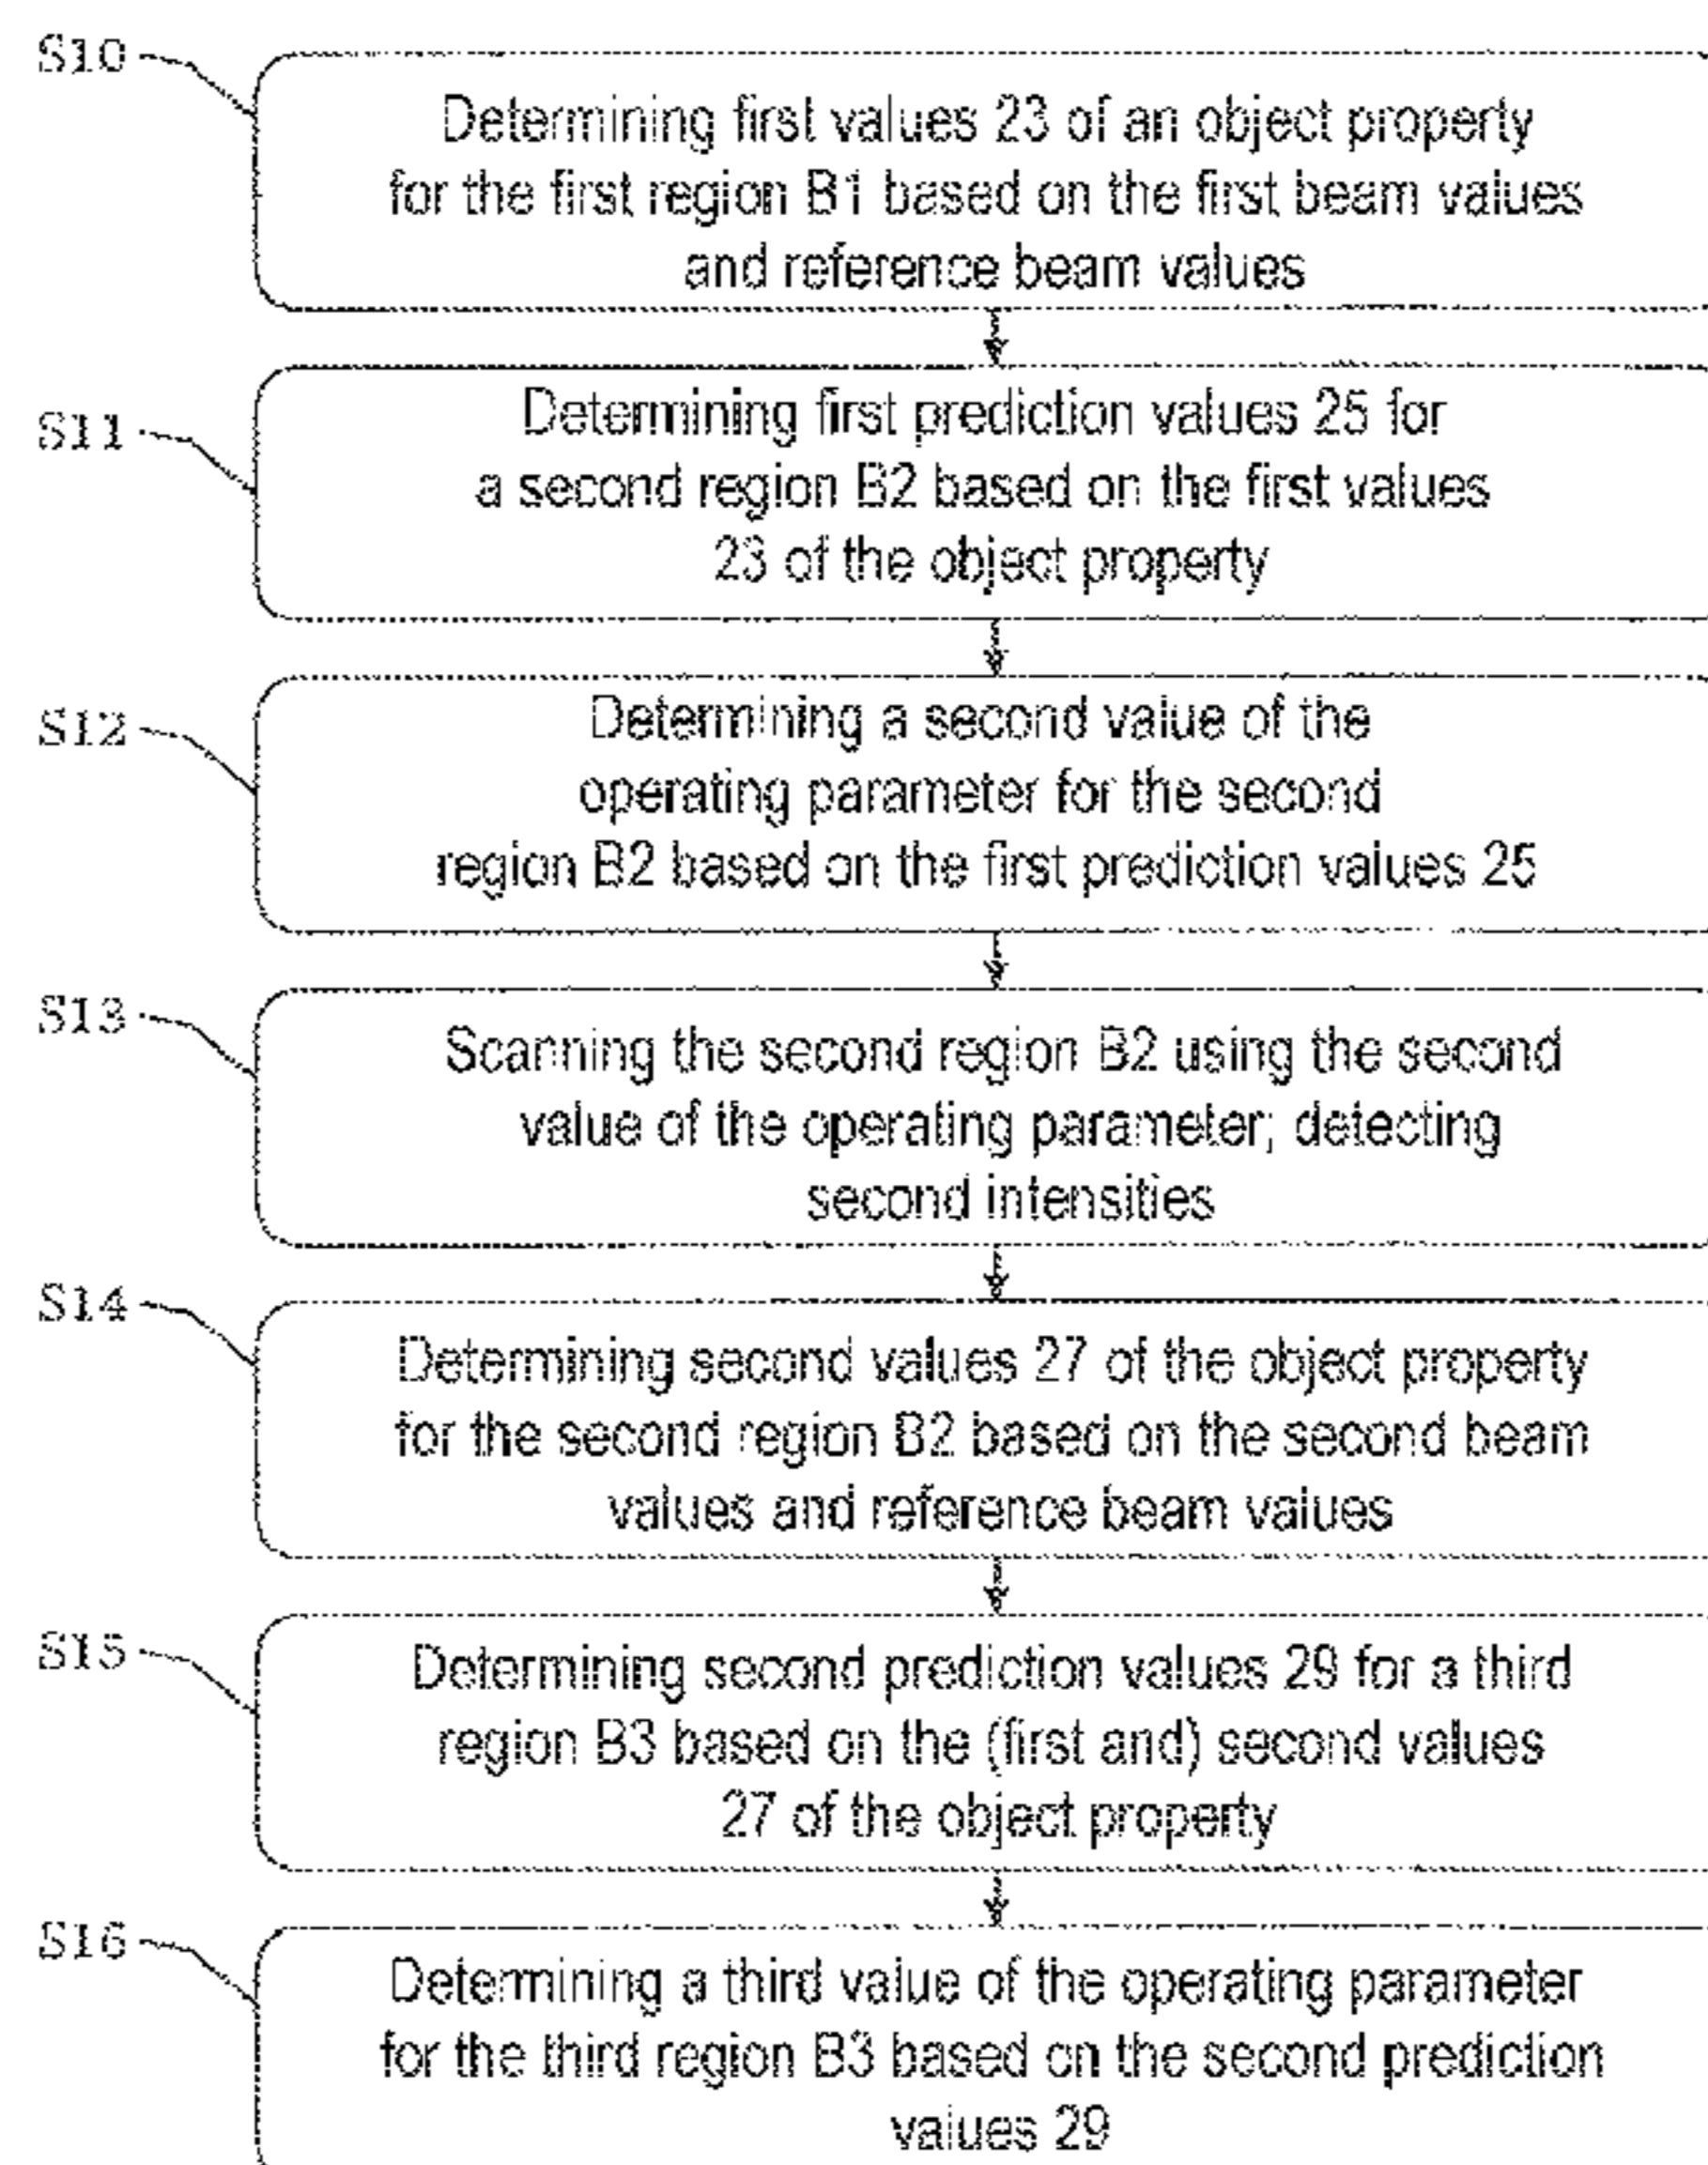 S10
Determining first values 23 of an object property
for the first region B1 based on the first beam values
and reference beam values
S11
Determining first prediction values 25 for
a second region B2 based on the first values
23 of the object property
S12
Determining a second value of the
operating parameter for the second
region B2 based on the first prediction values 25
S13
Scanning the second region B2 using the second
value of the operating parameter; detecting
second intensities
S14
Determining second values 27 of the object property
for the second region B2 based on the second beam
values and reference beam values
S15
Determining second prediction values 29 for a third
region B3 based on the (first and) second values
27 of the object property
S16
Determining a third value of the operating parameter
for the third region B3 based on the second prediction
values 29